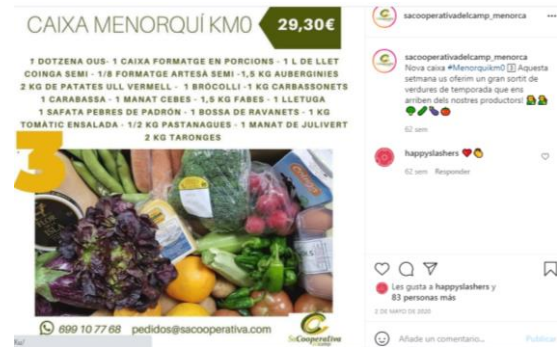 CAIXA MENORQUÍ KM0
29,30€
1 DOTZENA OUS- 1 CAIXA FORMATGE EN PORCIONS - 1 L DE LLET
COINGA SEMI - 1/8 FORMATGE ARTESÀ SEMI -1,5 KG AUBERGINIES
2 KG DE PATATES ULL VERMELL - 1 BRÓCOLLI -1 KG CARBASSONETS
1 CARABASSA - 1 MANAT CEBES - 1,5 KG FABES - 1 LLETUGA
1 SAFATA PEBRES DE PADRÓN - 1 BOSSA DE RAVANETS - 1 KG
TOMÀTIC ENSALADA - 1/2 KG PASTANAGUES - 1 MANAT DE JULIVERT
2 KG TARONGES
3
699 10 77 68 pedidos@sacooperativa.com
SaCooperativa
sacooperativadelcamp_menorca
sacooperativadelcamp_menorca
Nova caixa #Menorquikm0 3 Aquesta
setmana us oferim un gran sortit de
verdures de temporada que ens
arriben dels nostres productors!
62 sem
happyslashers
62 sem Responder
Les gusta a happyslashers y
83 personas más
2 DE MAYO DE 2020
Añade un comentario...
Publicar